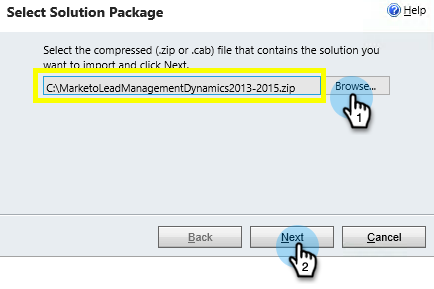 Select Solution Package
Help
Select the compressed (.zip or .cab) file that contains the solution you
want to import and click Next.
C:\MarketoLeadManagementDynamics2013-2015.zip
Browse...
1
Back
Next
Cancel
2